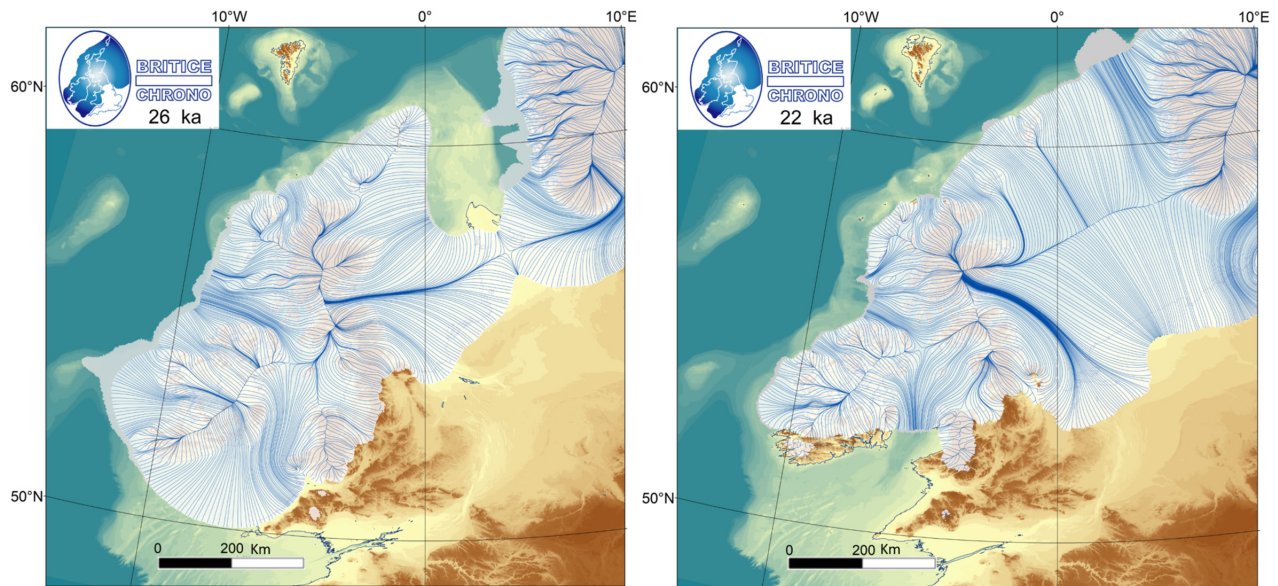 10°W 0° 10°E
BRITICE
CHRONO
26 ka
60°N
50°N
0 200 Km
10°W 0° 10°E
BRITICE
CHRONO
22 ka
60°N
50°N
0 200 Km